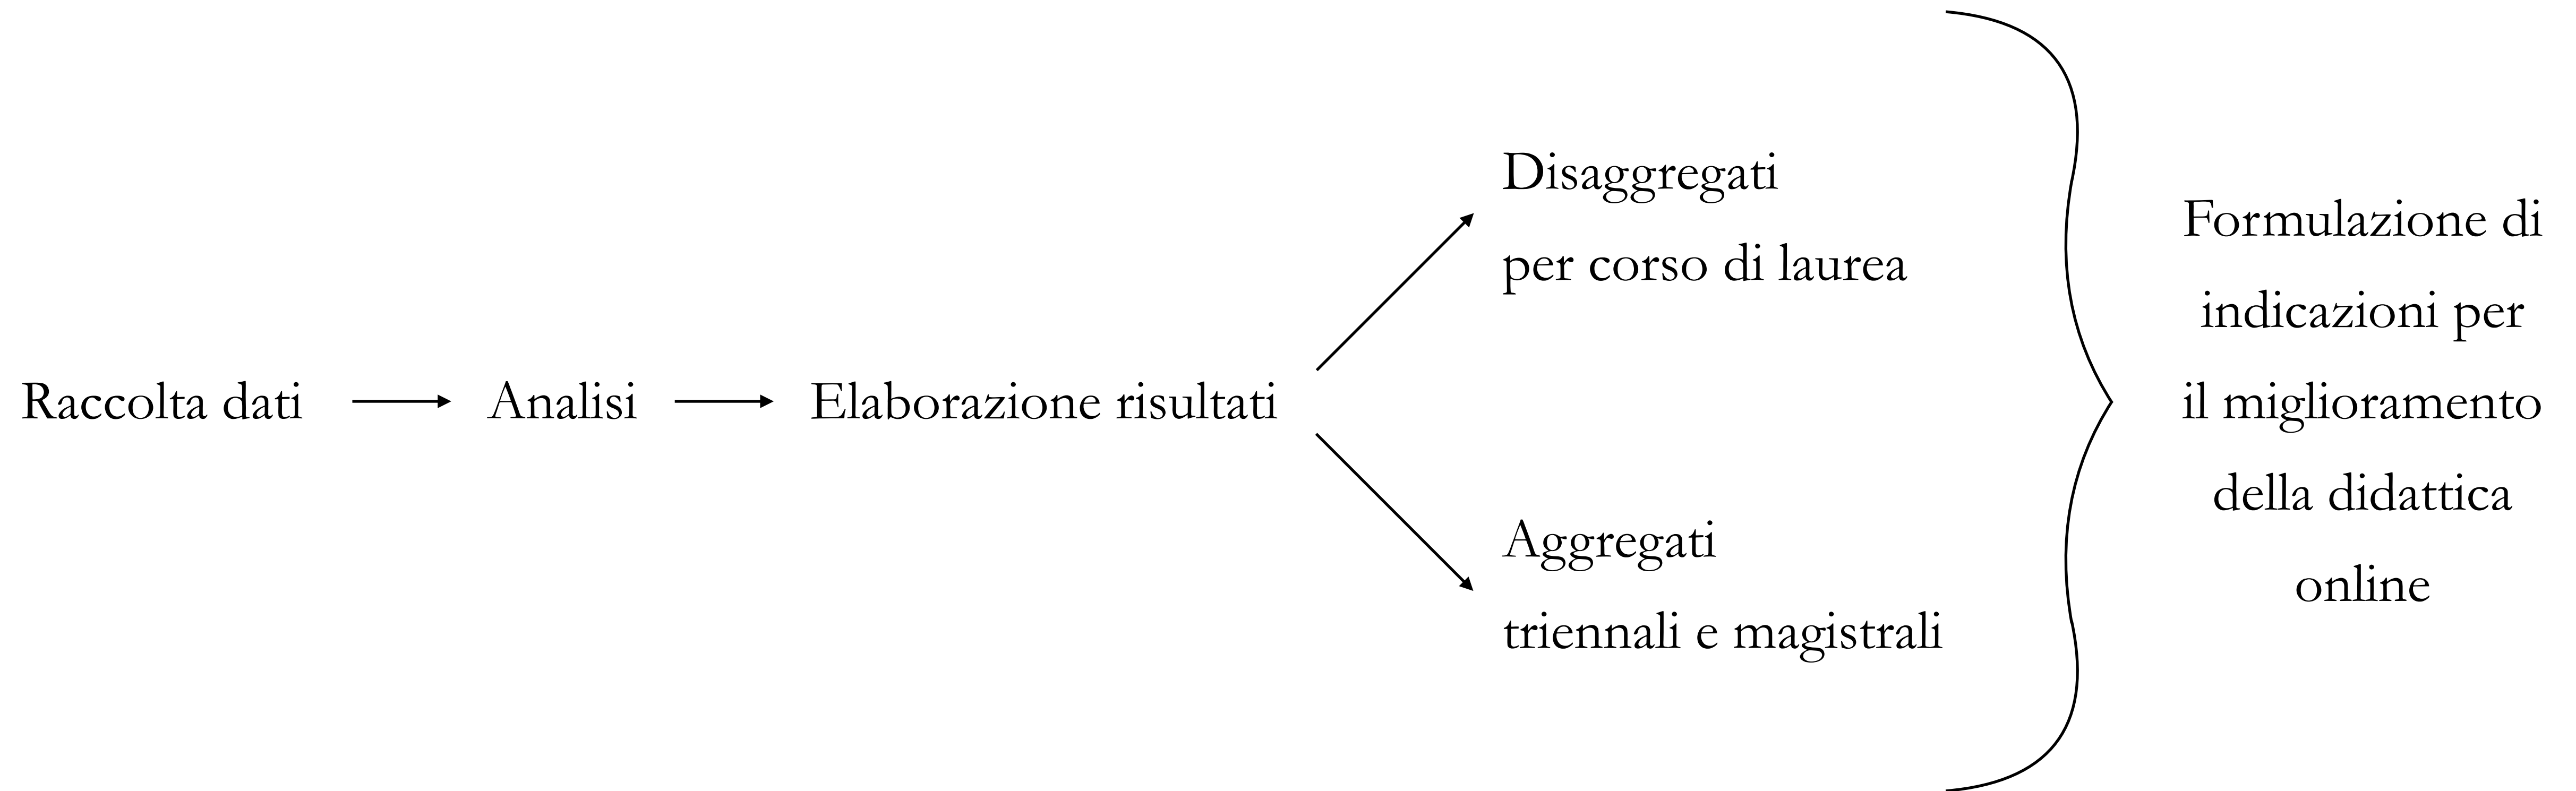 Raccolta dati
Analisi
Elaborazione risultati
Disaggregati
per corso di laurea
Aggregati
triennali e magistrali
Formulazione di
indicazioni per
il miglioramento
della didattica
online